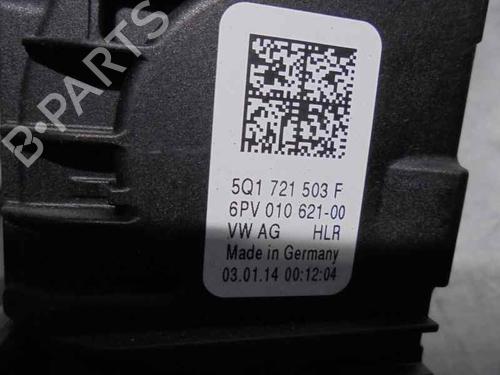 B-PARTS
5Q1 721 503 F
6PV 010 621-00
VW AG HLR
Made in Germany
03.01.14 00:12:04